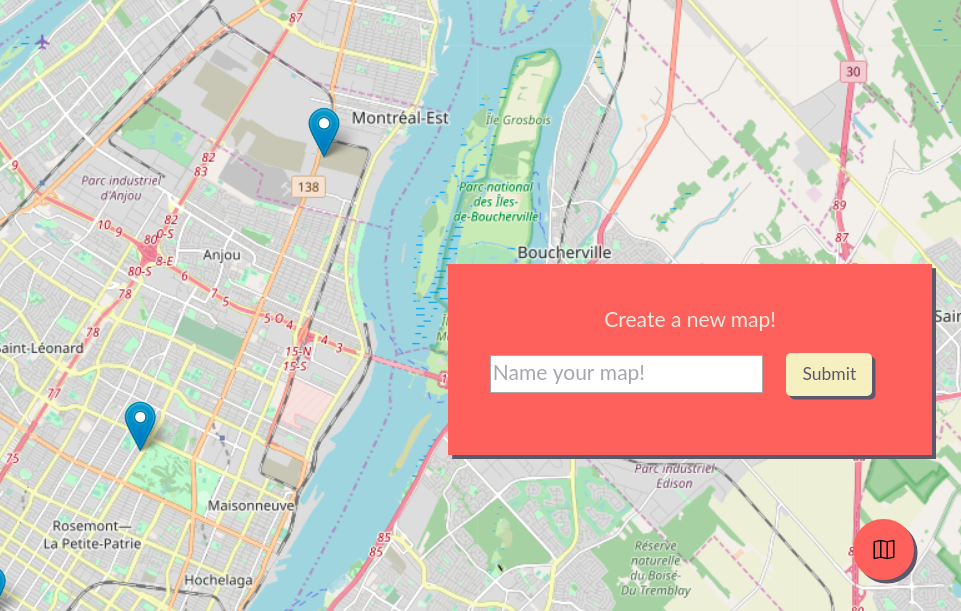 87
30
Montréal-Est
Île Grosbois
9
82
83
Parc industriel
d'Anjou
138
Parc national
des Îles-
de-Boucherville
89
87
82
10 9
80
0-S
8-E
80-S
Anjou
Boucherville
6
7
5
78
5-O
4
4
3
Create a new map!
78
15-N
15-S
Name your map!
Submit
Saint-Léonard
77
75
Parc industriel
Edison
Maisonneuve
Rosemont—
La Petite-Patrie
85
85
Réserve
naturelle
du Boisé-
Du Tremblay
Hochelaga